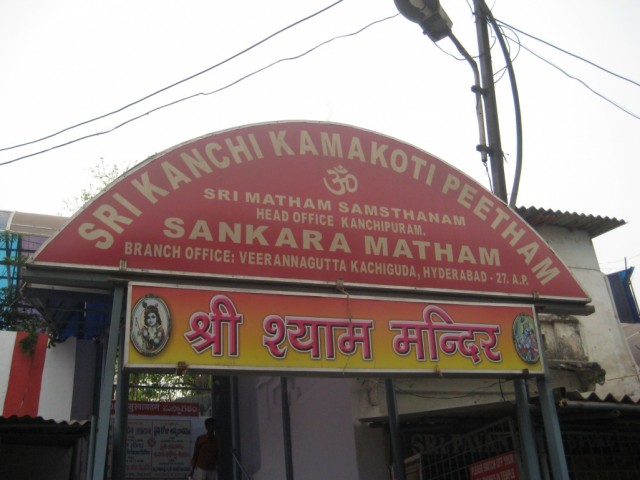 SRI KANCHI KAMAKOTI PEETHAM
ॐ
SRI MATHAM SAMSTHANAM
HEAD OFFICE KANCHIPURAM.
SANKARA MATHAM
BRANCH OFFICE: VEERANNAGUTTA KACHIGUDA, HYDERABAD - 27. A.P.
श्री श्याम मन्दिर